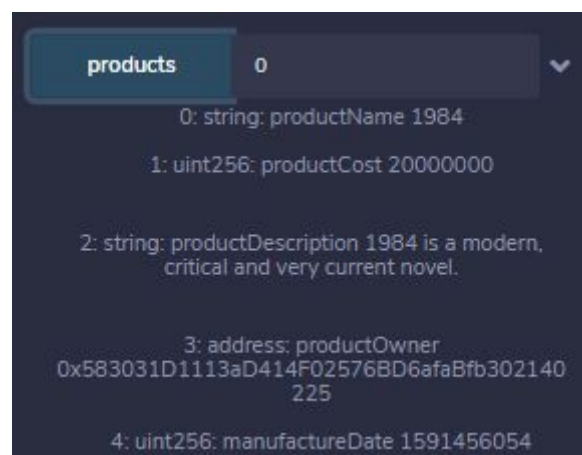 products 0
0: string: productName 1984
1: uint256: productCost 20000000
2: string: productDescription 1984 is a modern,
critical and very current novel.
3: address: productOwner
0x583031D1113aD414F02576BD6afaBfb302140
225
4: uint256: manufactureDate 1591456054